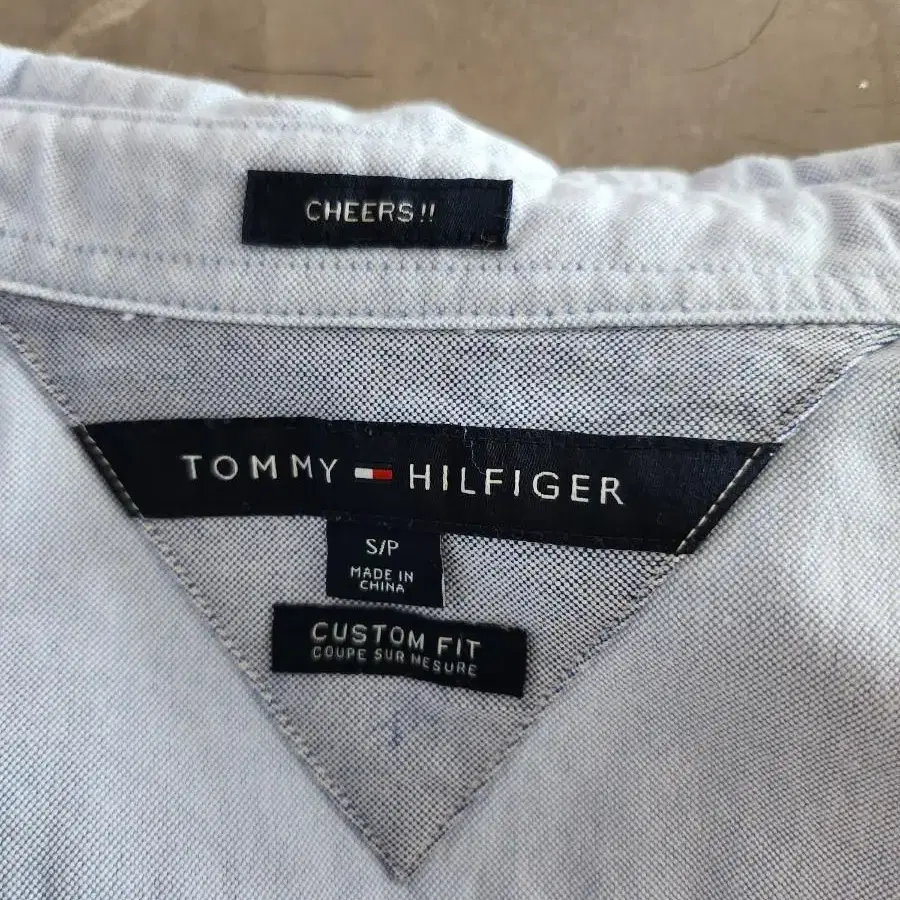 CHEERS!!
TOMMY HILFIGER
S/P
MADE IN
CHINA
CUSTOM FIT
COUPE SUR MESURE